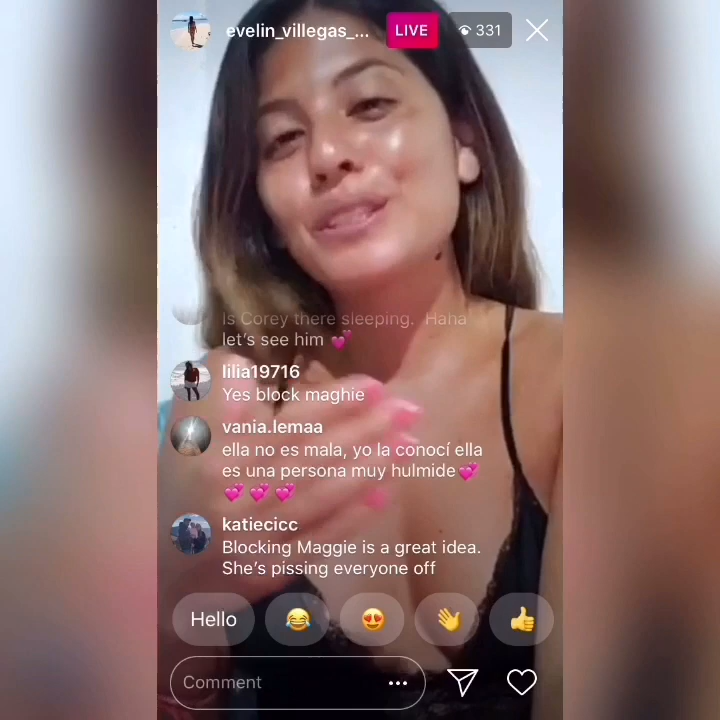 evelin_villegas_...
LIVE
331
Is Corey there sleeping. Haha
let's see him 💕
lilia19716
Yes block maghie
vania.lemaa
ella no es mala, yo la conocí ella
es una persona muy hulmide💕
💕💕💕
katiecicc
Blocking Maggie is a great idea.
She's pissing everyone off
Hello 😂 😍 👋 👍
Comment ...